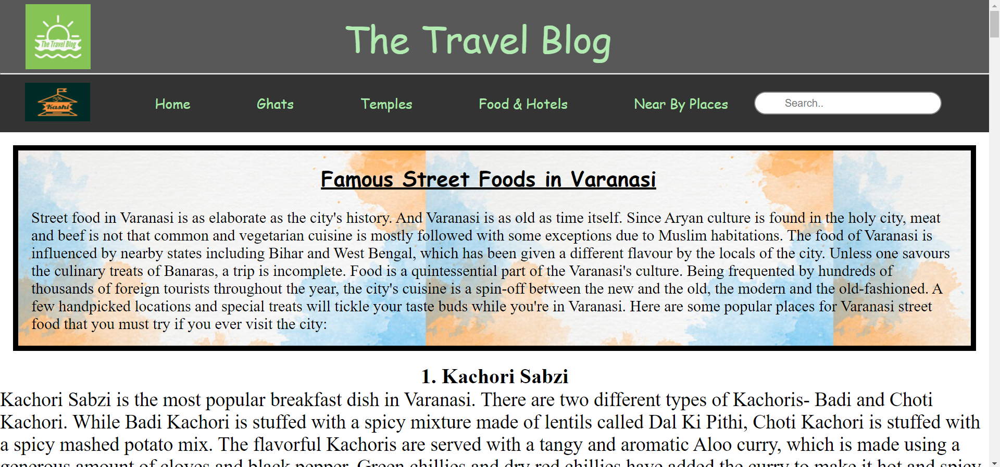 The Travel Blog
The Travel Blog
Kashi
Home
Ghats
Temples
Food & Hotels
Near By Places
Search..
Famous Street Foods in Varanasi
Street food in Varanasi is as elaborate as the city's history. And Varanasi is as old as time itself. Since Aryan culture is found in the holy city, meat
and beef is not that common and vegetarian cuisine is mostly followed with some exceptions due to Muslim habitations. The food of Varanasi is
influenced by nearby states including Bihar and West Bengal, which has been given a different flavour by the locals of the city. Unless one savours
the culinary treats of Banaras, a trip is incomplete. Food is a quintessential part of the Varanasi's culture. Being frequented by hundreds of
thousands of foreign tourists throughout the year, the city's cuisine is a spin-off between the new and the old, the modern and the old-fashioned. A
few handpicked locations and special treats will tickle your taste buds while you're in Varanasi. Here are some popular places for Varanasi street
food that you must try if you ever visit the city:
1. Kachori Sabzi
Kachori Sabzi is the most popular breakfast dish in Varanasi. There are two different types of Kachoris- Badi and Choti
Kachori. While Badi Kachori is stuffed with a spicy mixture made of lentils called Dal Ki Pithi, Choti Kachori is stuffed with
a spicy mashed potato mix. The flavorful Kachoris are served with a tangy and aromatic Aloo curry, which is made using a
generous amount of cloves and black pepper. Green chillies and dry red chillies have added the curry to make it hot and spicy